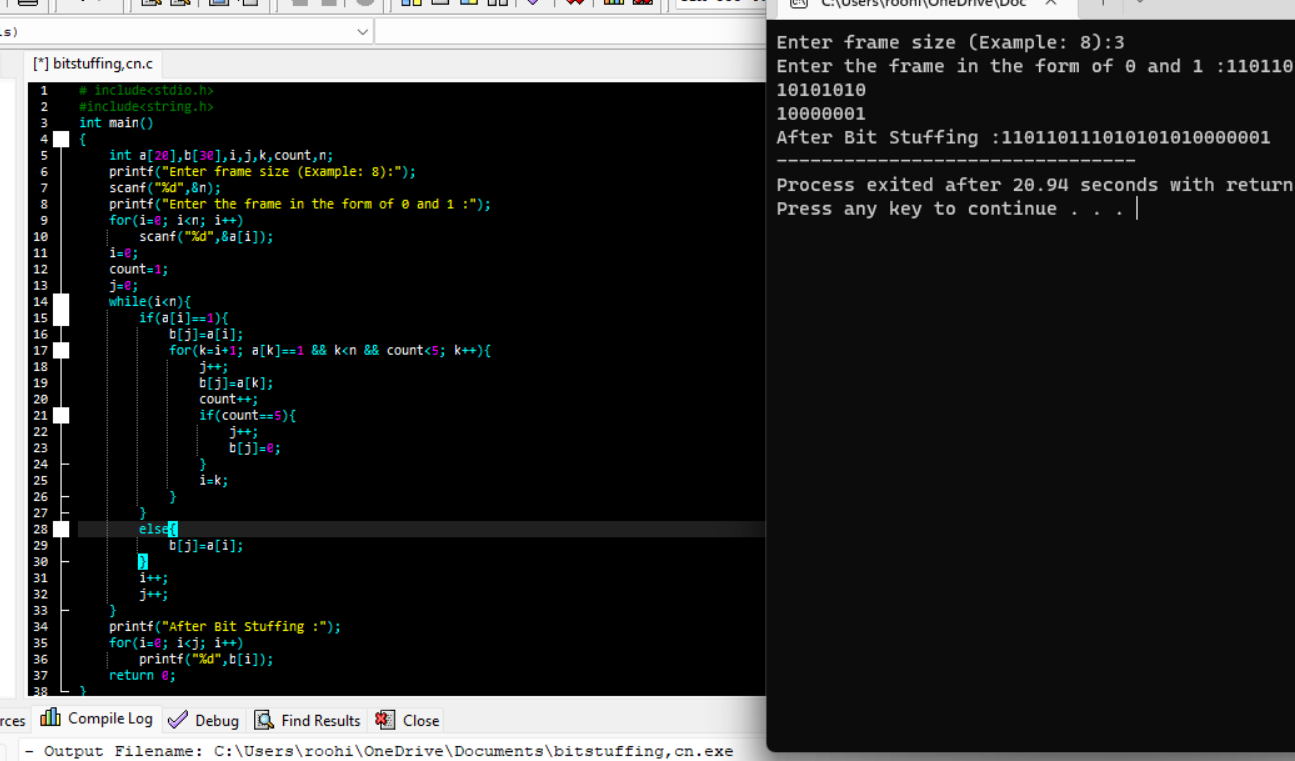 s)
[*] bitstuffing,cn.c
1 # include<stdio.h>
2 #include<string.h>
3 int main()
4 {
5 int a[20],b[30],i,j,k,count,n;
6 printf("Enter frame size (Example: 8):");
7 scanf("%d",&n);
8 printf("Enter the frame in the form of 0 and 1 :");
9 for(i=0; i<n; i++)
10 scanf("%d",&a[i]);
11 i=0;
12 count=1;
13 j=0;
14 while(i<n){
15 if(a[i]==1){
16 b[j]=a[i];
17 for(k=i+1; a[k]==1 && k<n && count<5; k++){
18 j++;
19 b[j]=a[k];
20 count++;
21 if(count==5){
22 j++;
23 b[j]=0;
24 }
25 i=k;
26 }
27 }
28 else{
29 b[j]=a[i];
30 }
31 i++;
32 j++;
33 }
34 printf("After Bit Stuffing :");
35 for(i=0; i<j; i++)
36 printf("%d",b[i]);
37 return 0;
38 }
rces Compile Log Debug Find Results Close
- Output Filename: C:\Users\roohi\OneDrive\Documents\bitstuffing,cn.exe
C:\Users\roohi\OneDrive\Doc
Enter frame size (Example: 8):3
Enter the frame in the form of 0 and 1 :110110
10101010
10000001
After Bit Stuffing :110110111010101010000001
--------------------------------
Process exited after 20.94 seconds with return
Press any key to continue . . .